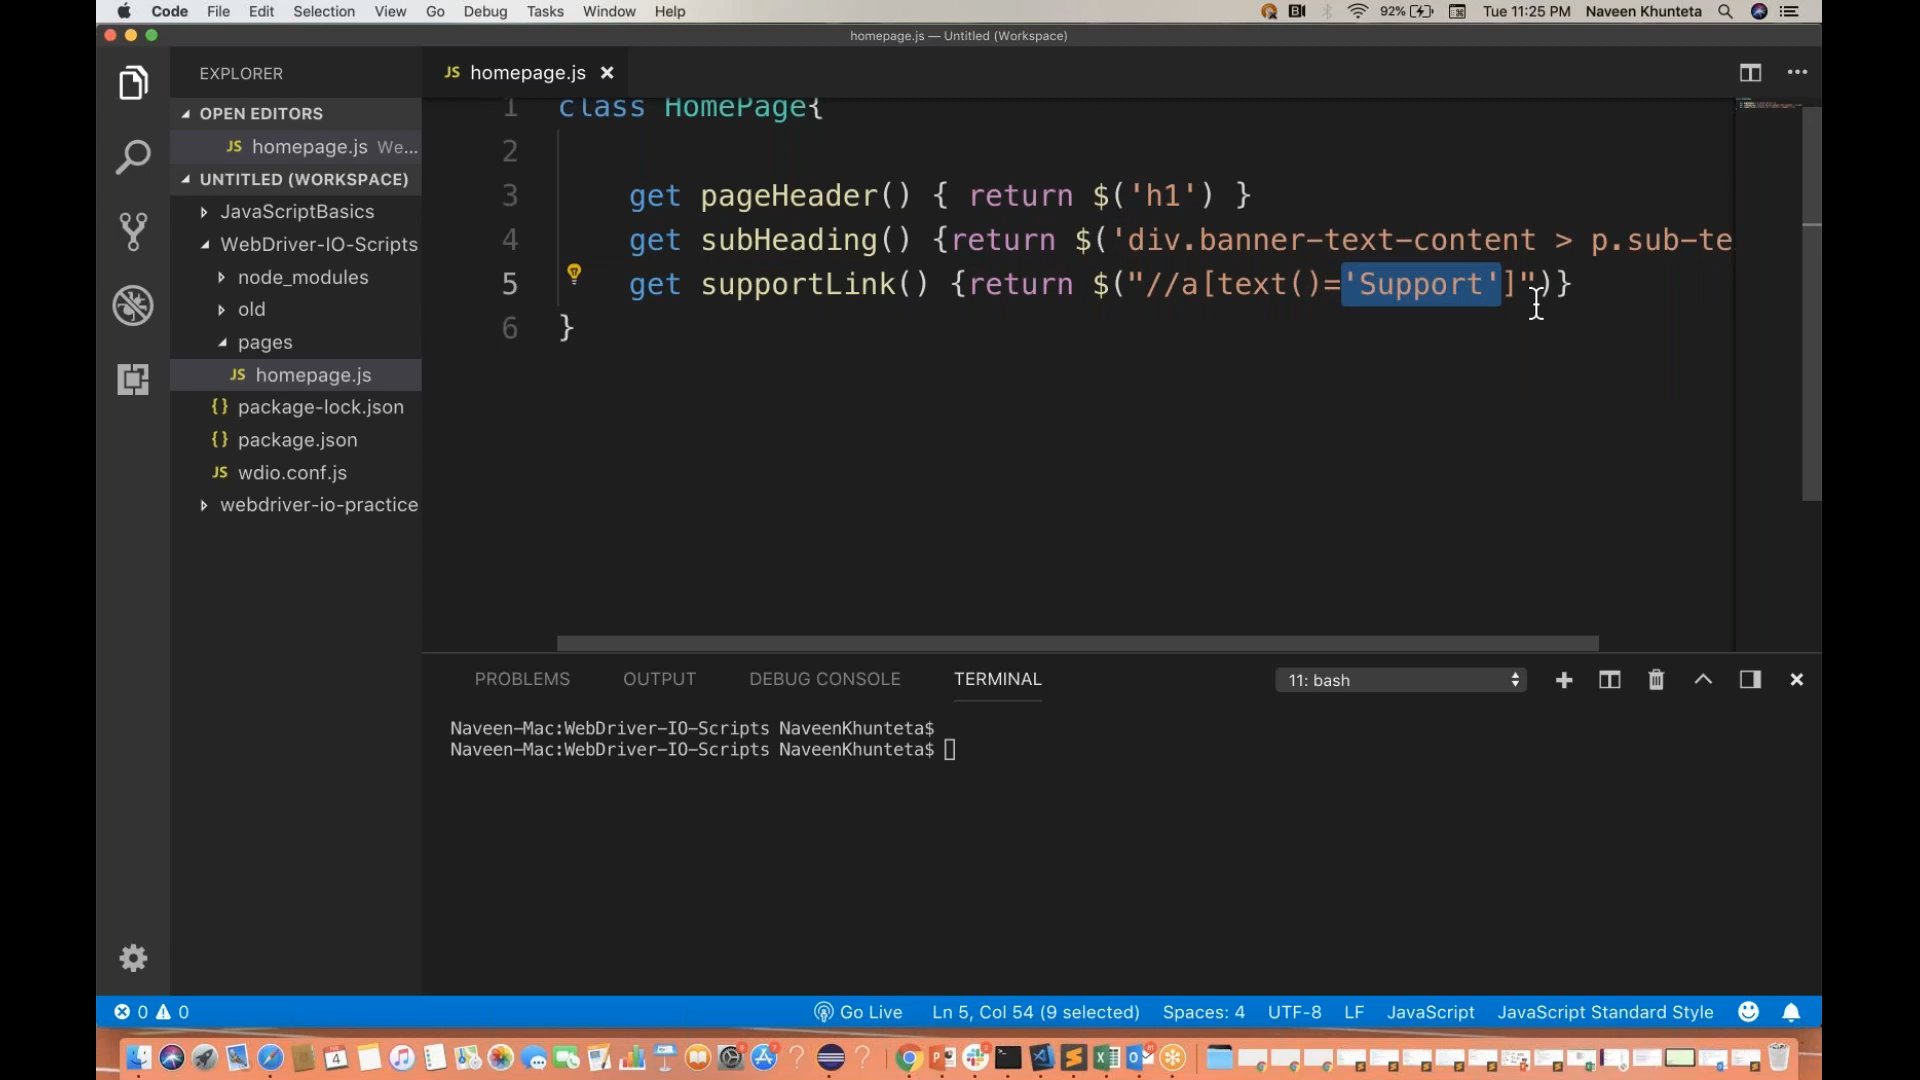 Code File Edit Selection View Go Debug Tasks Window Help 92% Tue 11:25 PM Naveen Khunteta
homepage.js — Untitled (Workspace)
EXPLORER
JS homepage.js ×
OPEN EDITORS
JS homepage.js We...
UNTITLED (WORKSPACE)
JavaScriptBasics
WebDriver-IO-Scripts
node_modules
old
pages
JS homepage.js
{} package-lock.json
{} package.json
JS wdio.conf.js
webdriver-io-practice
1 class HomePage{
2
3 get pageHeader() { return $('h1') }
4 get subHeading() {return $('div.banner-text-content > p.sub-te
5 get supportLink() {return $("//a[text()='Support']")}
6 }
PROBLEMS OUTPUT DEBUG CONSOLE TERMINAL 11: bash
Naveen-Mac:WebDriver-IO-Scripts NaveenKhunteta$
Naveen-Mac:WebDriver-IO-Scripts NaveenKhunteta$
0 0 Go Live Ln 5, Col 54 (9 selected) Spaces: 4 UTF-8 LF JavaScript JavaScript Standard Style